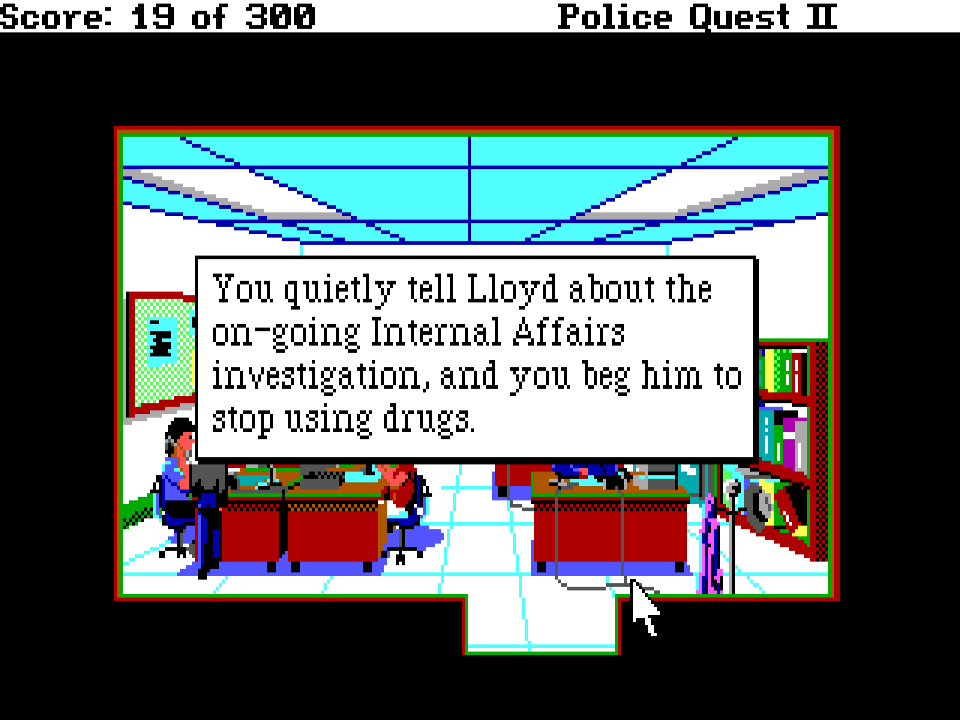 Score: 19 of 300 Police Quest II
You quietly tell Lloyd about the
on-going Internal Affairs
investigation, and you beg him to
stop using drugs.